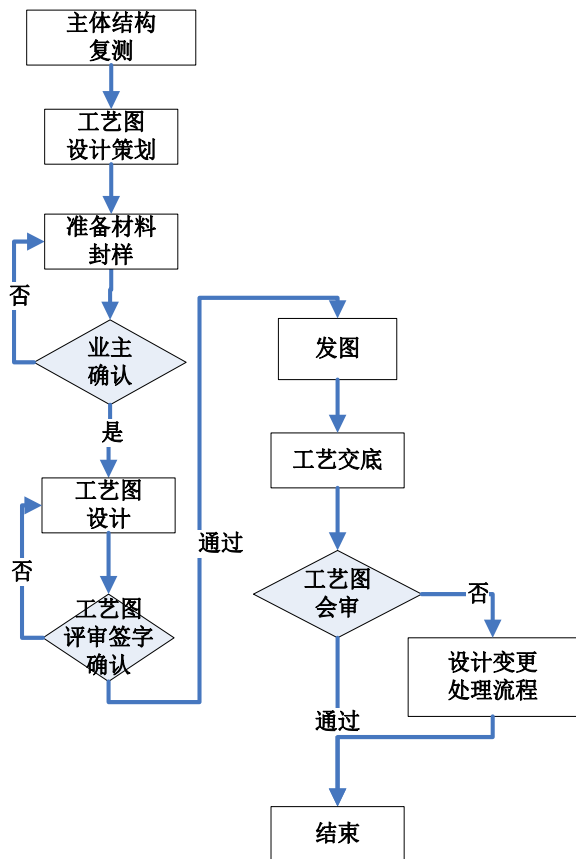 主体结构
复测
工艺图
设计策划
准备材料
封样
否
业主
确认
是
工艺图
设计
否
工艺图
评审签字
确认
通过
发图
工艺交底
工艺图
会审
否
设计变更
处理流程
通过
结束